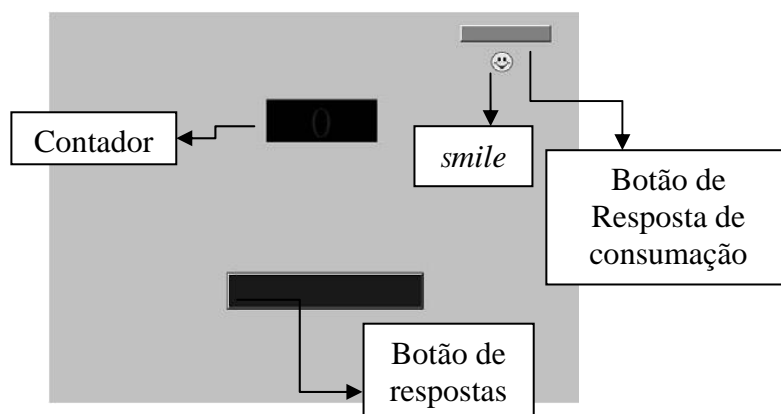 0
Contador
smile
Botão de
Resposta de
consumação
Botão de
respostas